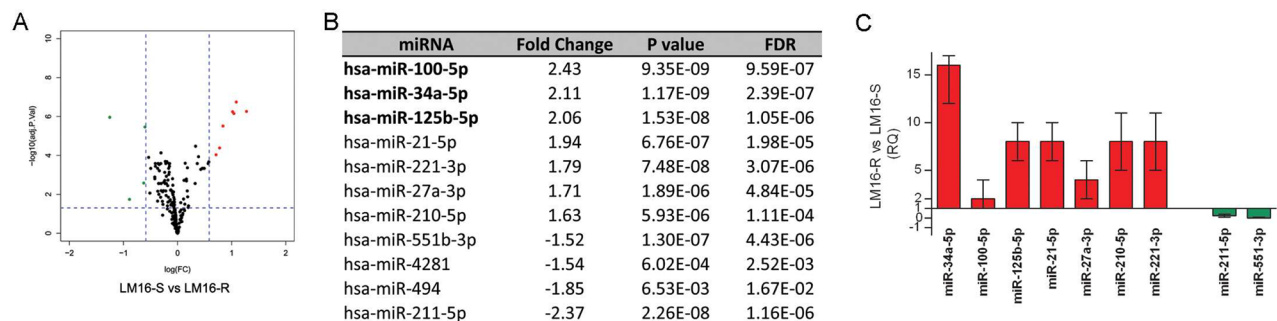 A
10
8
6
4
2
0
−log10(adj.P.Val)
−2 −1 0 1 2
log(FC)
LM16-S vs LM16-R
B
miRNA Fold Change P value FDR
hsa-miR-100-5p 2.43 9.35E-09 9.59E-07
hsa-miR-34a-5p 2.11 1.17E-09 2.39E-07
hsa-miR-125b-5p 2.06 1.53E-08 1.05E-06
hsa-miR-21-5p 1.94 6.76E-07 1.98E-05
hsa-miR-221-3p 1.79 7.48E-08 3.07E-06
hsa-miR-27a-3p 1.71 1.89E-06 4.84E-05
hsa-miR-210-5p 1.63 5.93E-06 1.11E-04
hsa-miR-551b-3p -1.52 1.30E-07 4.43E-06
hsa-miR-4281 -1.54 6.02E-04 2.52E-03
hsa-miR-494 -1.85 6.53E-03 1.67E-02
hsa-miR-211-5p -2.37 2.26E-08 1.16E-06
C
LM16-R vs LM16-S
(RQ)
15
10
5
1
0
-1
miR-34a-5p
miR-100-5p
miR-125b-5p
miR-21-5p
miR-27a-3p
miR-210-5p
miR-221-3p
miR-211-5p
miR-551-3p